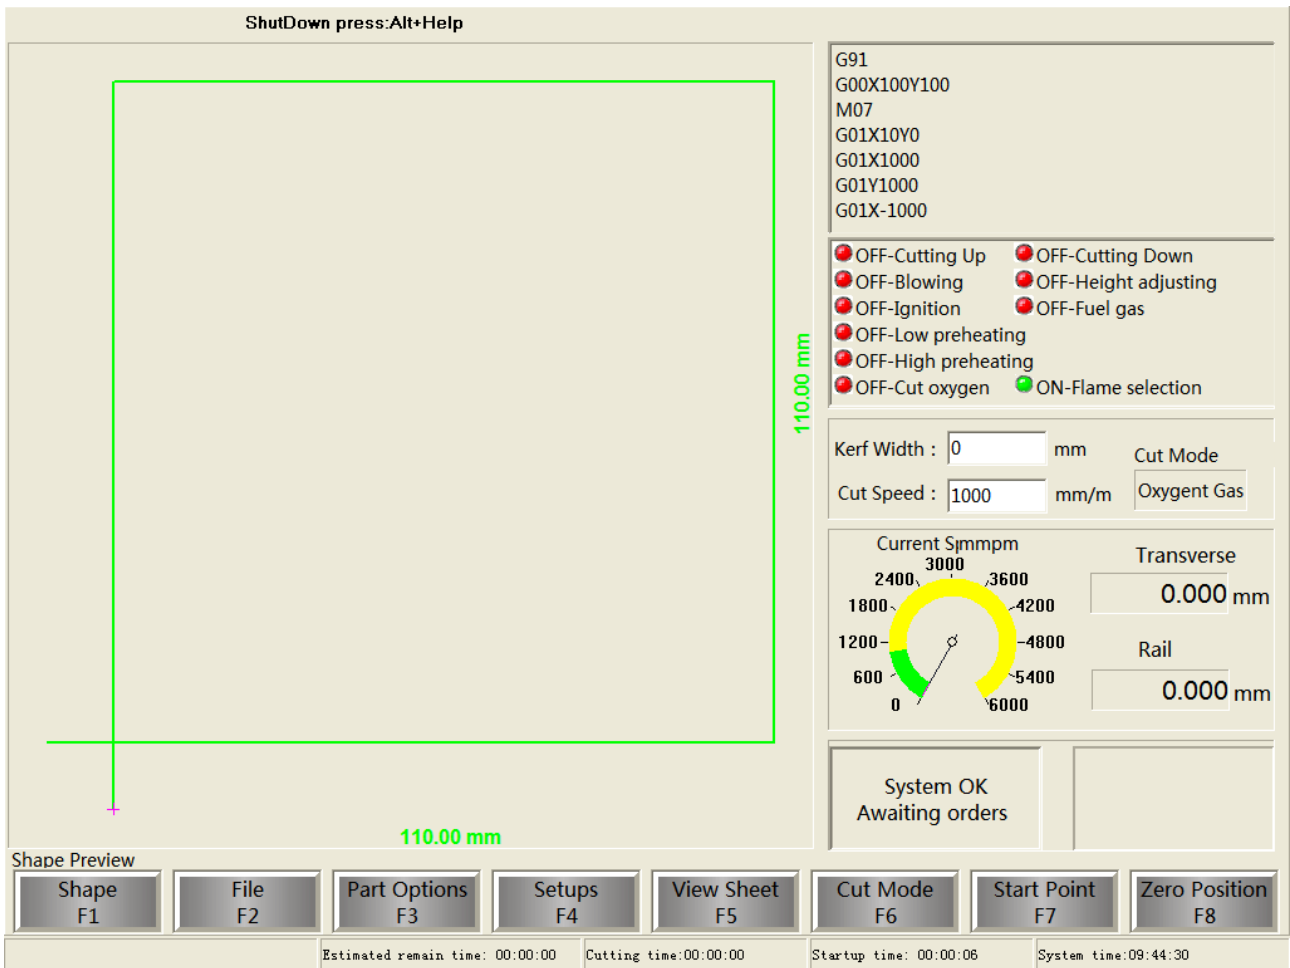 ShutDown press:Alt+Help
G91
G00X100Y100
M07
G01X10Y0
G01X1000
G01Y1000
G01X-1000
OFF-Cutting Up OFF-Cutting Down
OFF-Blowing OFF-Height adjusting
OFF-Ignition OFF-Fuel gas
OFF-Low preheating
OFF-High preheating
OFF-Cut oxygen ON-Flame selection
110.00 mm
110.00 mm
Kerf Width : 0 mm
Cut Speed : 1000 mm/m
Cut Mode
Oxygent Gas
Current Smmpm
3000
2400 3600
1800 4200
1200 4800
600 5400
0 6000
Transverse
0.000 mm
Rail
0.000 mm
System OK
Awaiting orders
Shape Preview
Shape F1
File F2
Part Options F3
Setups F4
View Sheet F5
Cut Mode F6
Start Point F7
Zero Position F8
Estimated remain time: 00:00:00 Cutting time:00:00:00 Startup time: 00:00:06 System time:09:44:30